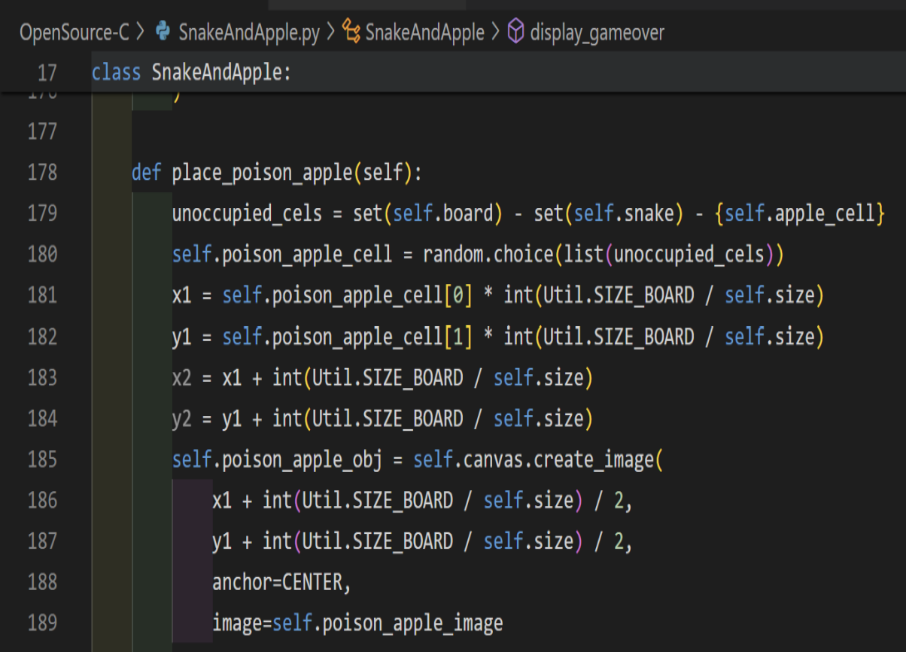 OpenSource-C > SnakeAndApple.py > SnakeAndApple > display_gameover
17 class SnakeAndApple:
176 )
177
178 def place_poison_apple(self):
179 unoccupied_cels = set(self.board) - set(self.snake) - {self.apple_cell}
180 self.poison_apple_cell = random.choice(list(unoccupied_cels))
181 x1 = self.poison_apple_cell[0] * int(Util.SIZE_BOARD / self.size)
182 y1 = self.poison_apple_cell[1] * int(Util.SIZE_BOARD / self.size)
183 x2 = x1 + int(Util.SIZE_BOARD / self.size)
184 y2 = y1 + int(Util.SIZE_BOARD / self.size)
185 self.poison_apple_obj = self.canvas.create_image(
186 x1 + int(Util.SIZE_BOARD / self.size) / 2,
187 y1 + int(Util.SIZE_BOARD / self.size) / 2,
188 anchor=CENTER,
189 image=self.poison_apple_image